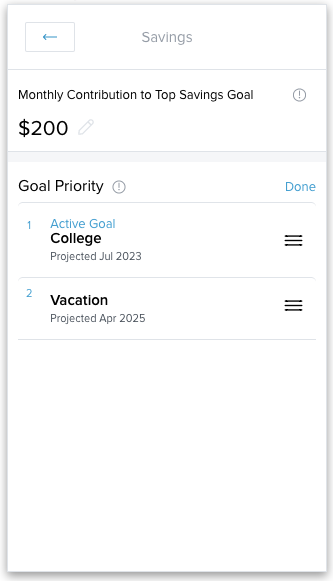 Savings
Monthly Contribution to Top Savings Goal
$200
Goal Priority
Done
1
Active Goal
College
Projected Jul 2023
2
Vacation
Projected Apr 2025